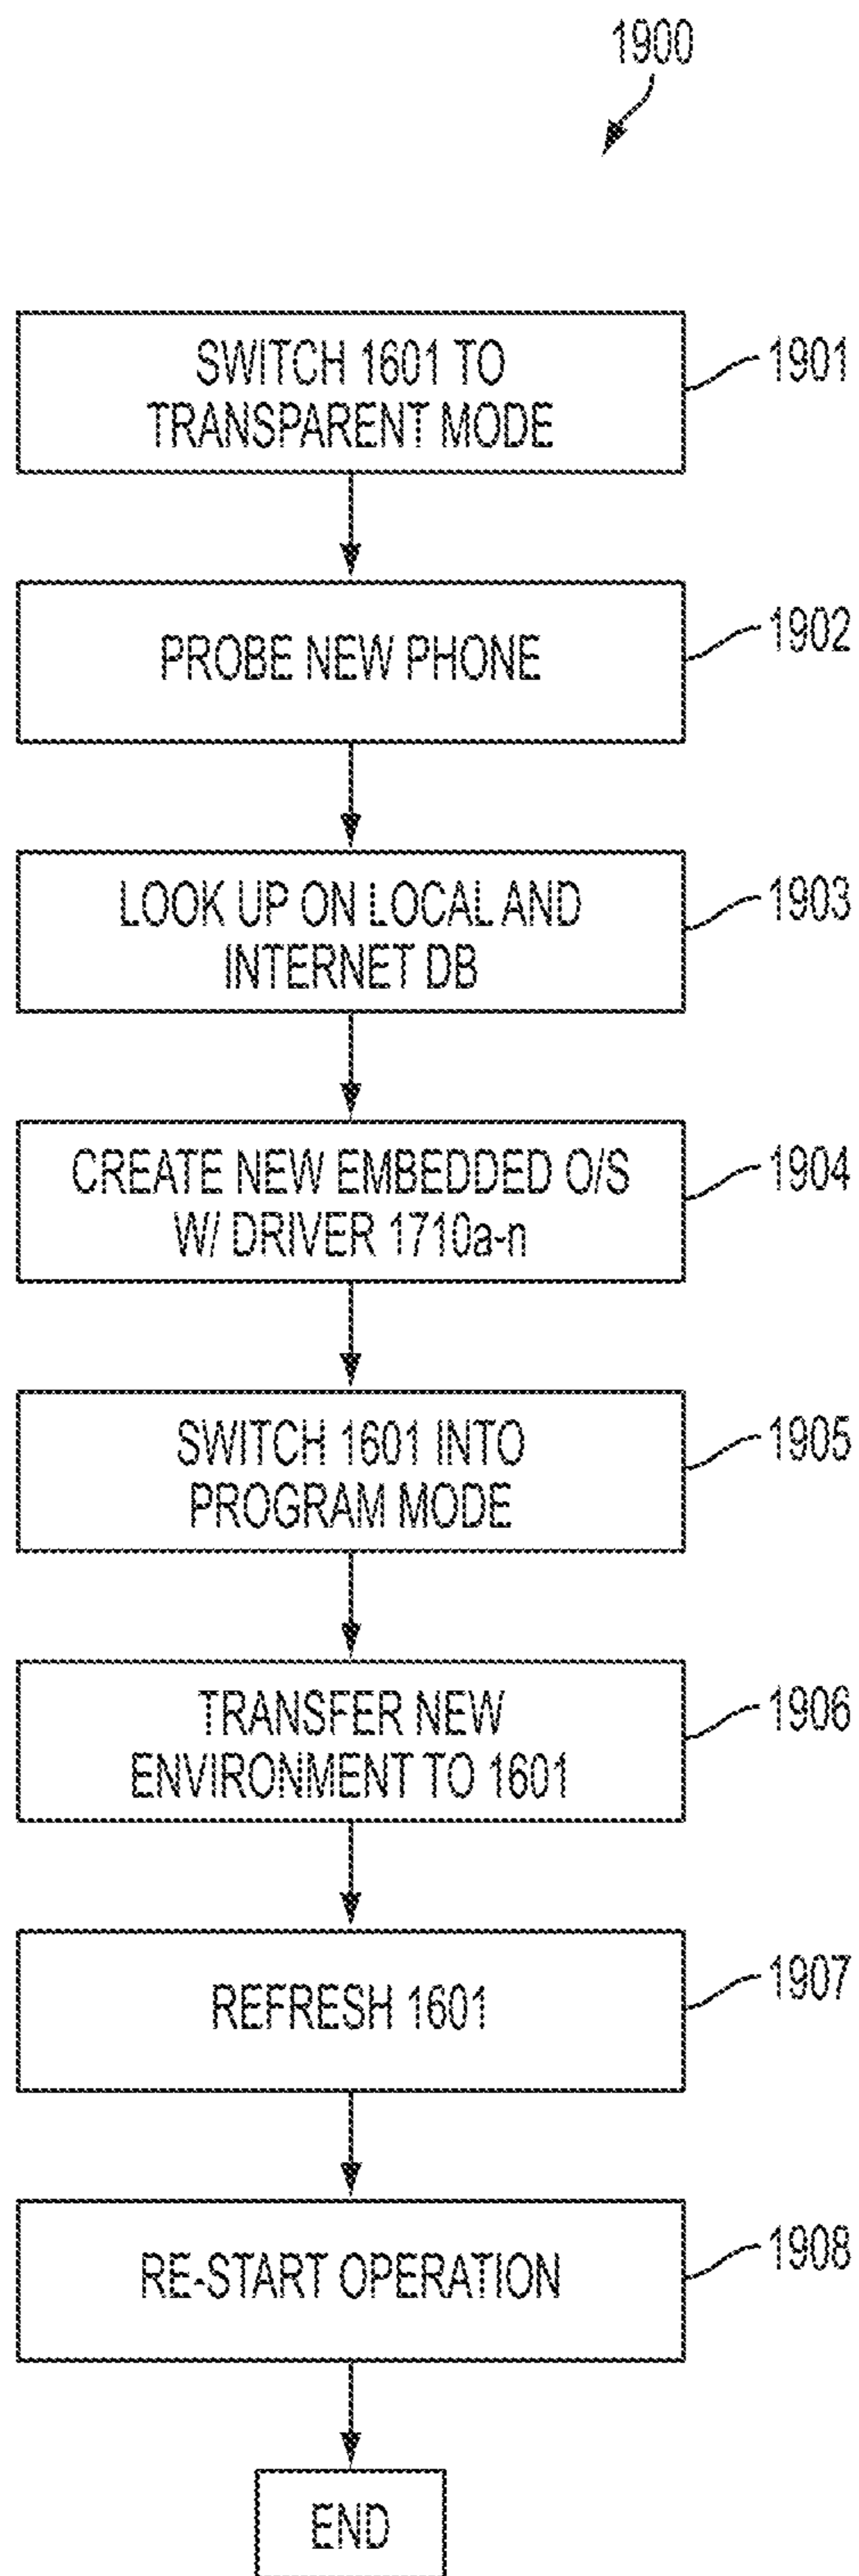 1900
SWITCH 1601 TO
TRANSPARENT MODE
1901
PROBE NEW PHONE
1902
LOOK UP ON LOCAL AND
INTERNET DB
1903
CREATE NEW EMBEDDED O/S
W/ DRIVER 1710a-n
1904
SWITCH 1601 INTO
PROGRAM MODE
1905
TRANSFER NEW
ENVIRONMENT TO 1601
1906
REFRESH 1601
1907
RE-START OPERATION
1908
END